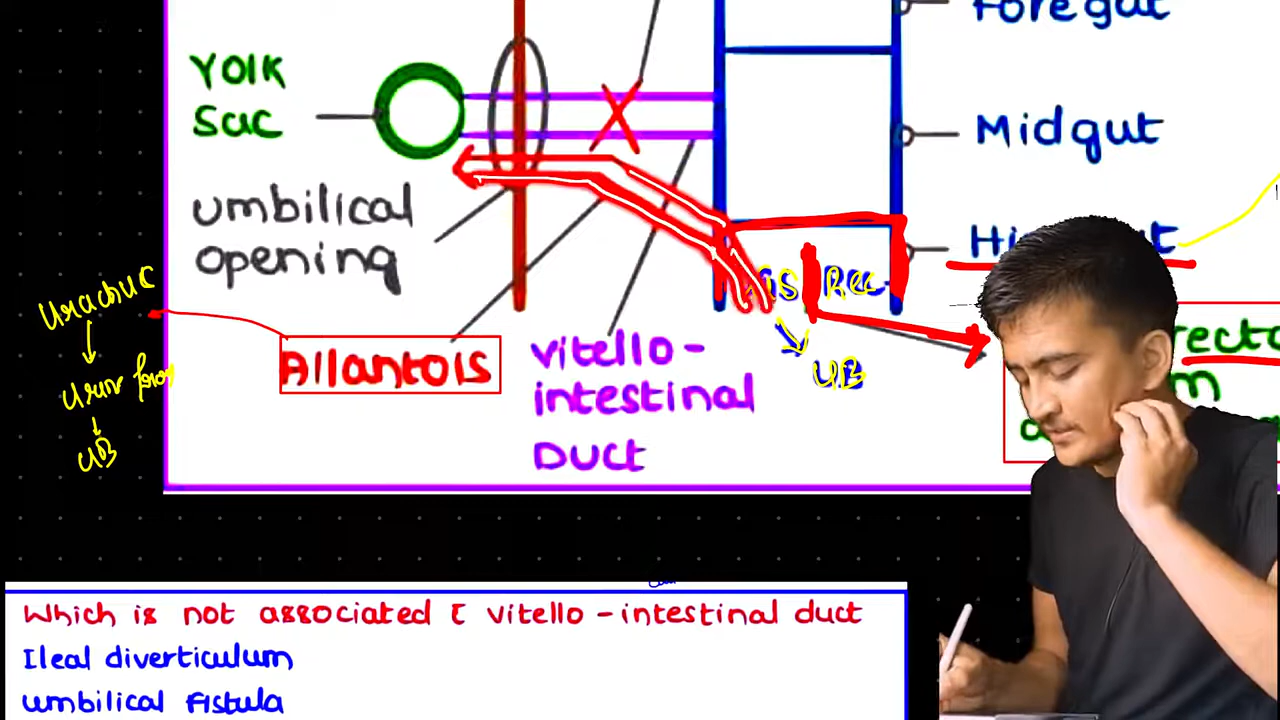 Foregut
Yolk
Sac
Midgut
umbilical
opening
Urachus
UB
Allantois
vitello-
intestinal
Duct
Rec
UB
Which is not associated c̄ vitello-intestinal duct
Ileal diverticulum
umbilical Fistula